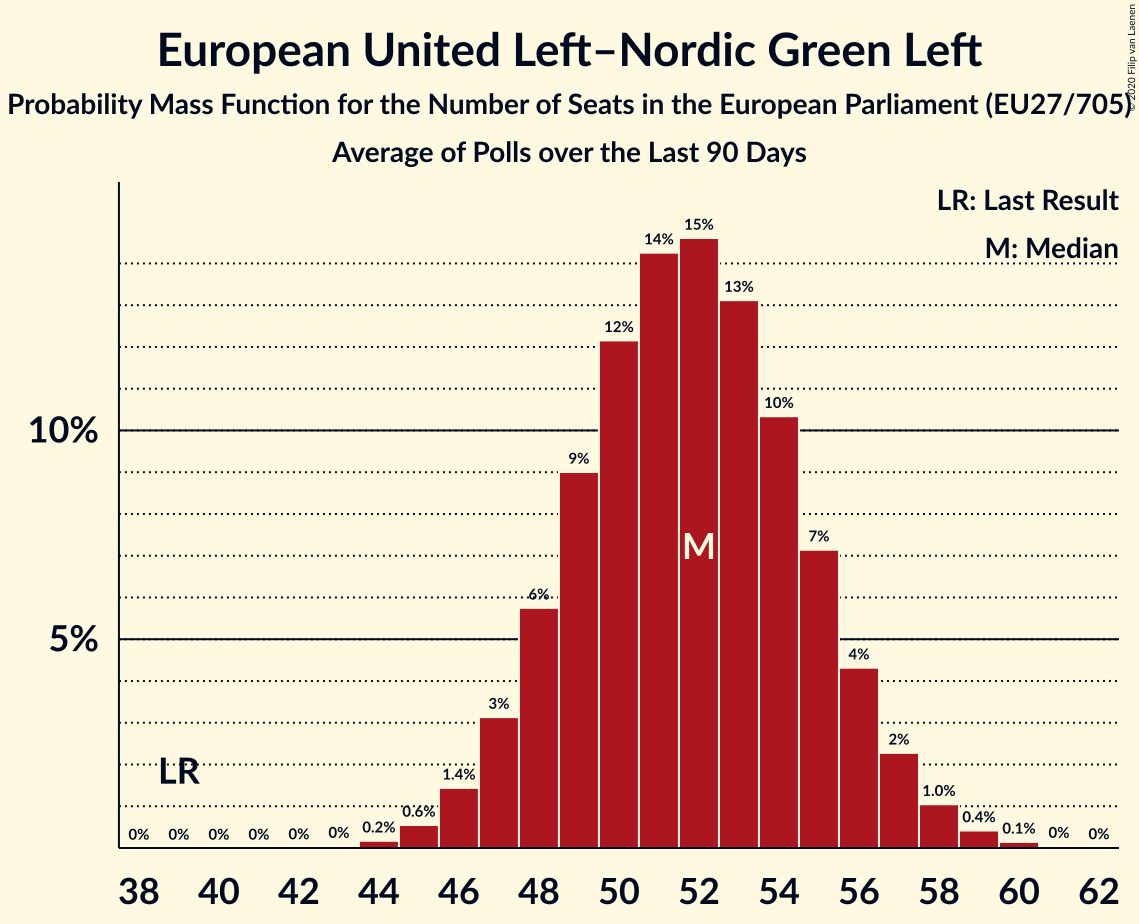 European United Left–Nordic Green Left
Probability Mass Function for the Number of Seats in the European Parliament (EU27/705)
Average of Polls over the Last 90 Days
© 2020 Filip van Laenen
LR: Last Result
M: Median
10%
5%
0% 0% 0% 0% 0% 0% 0.2% 0.6% 1.4% 3% 6% 9% 12% 14% 15% 13% 10% 7% 4% 2% 1.0% 0.4% 0.1% 0% 0%
LR
M
38 40 42 44 46 48 50 52 54 56 58 60 62